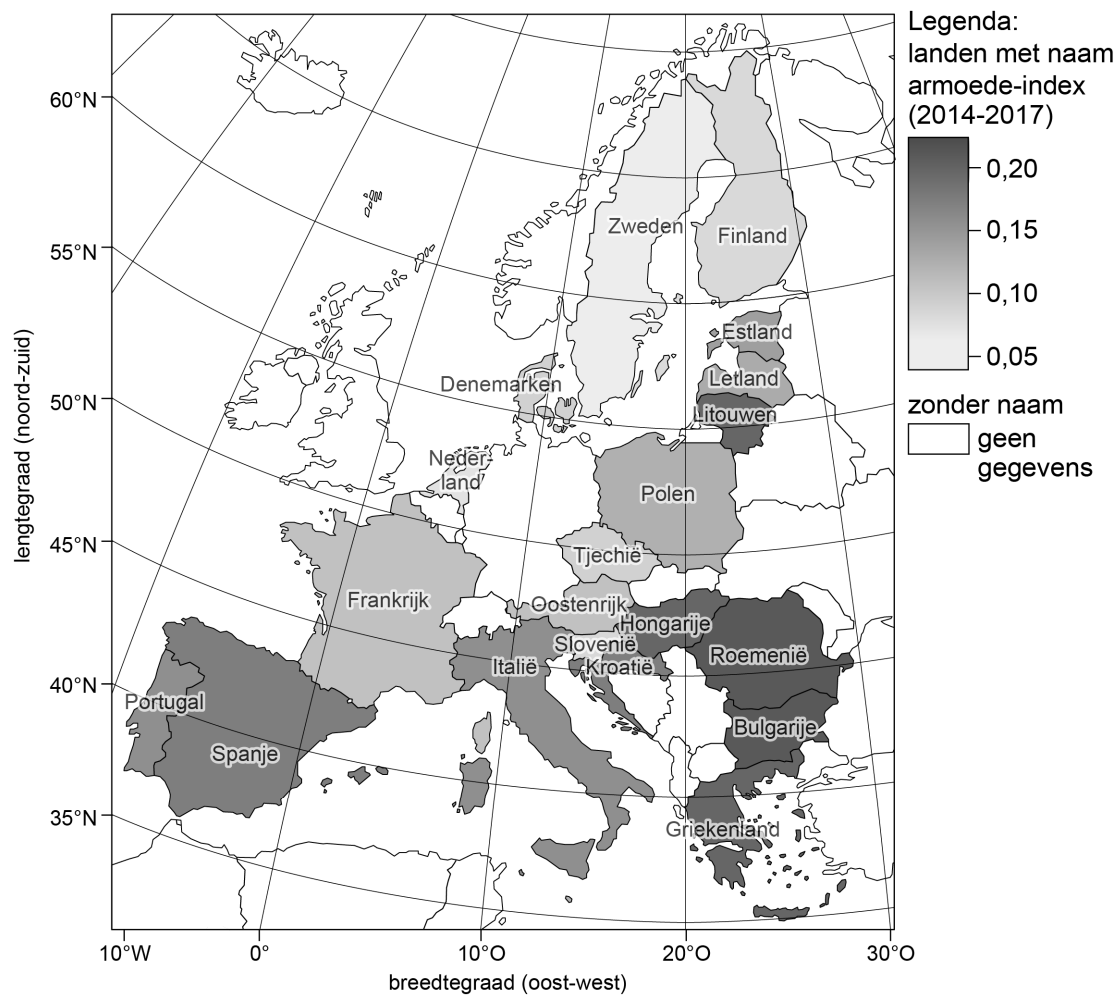 Legenda:
landen met naam
armoede-index
(2014-2017)
0,20
0,15
0,10
0,05
zonder naam
geen
gegevens
60°N
55°N
50°N
45°N
40°N
35°N
lengtegraad (noord-zuid)
Zweden
Finland
Estland
Letland
Litouwen
Denemarken
Neder-
land
Polen
Tjechië
Frankrijk
Oostenrijk
Hongarije
Slovenië
Kroatië
Italië
Roemenië
Portugal
Spanje
Bulgarije
Griekenland
10°W
0°
10°O
20°O
30°O
breedtegraad (oost-west)